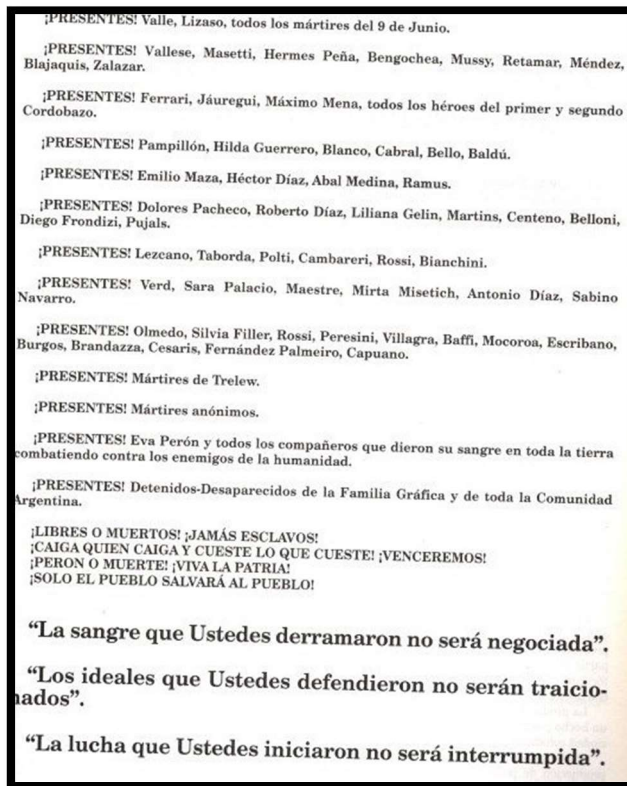 ¡PRESENTES! Valle, Lizaso, todos los mártires del 9 de Junio.
¡PRESENTES! Vallese, Masetti, Hermes Peña, Bengochea, Mussy, Retamar, Méndez,
Blajaquis, Zalazar.
¡PRESENTES! Ferrari, Jáuregui, Máximo Mena, todos los héroes del primer y segundo
Cordobazo.
¡PRESENTES! Pampillón, Hilda Guerrero, Blanco, Cabral, Bello, Baldú.
¡PRESENTES! Emilio Maza, Héctor Díaz, Abal Medina, Ramus.
¡PRESENTES! Dolores Pacheco, Roberto Díaz, Liliana Gelin, Martins, Centeno, Belloni,
Diego Frondizi, Pujals.
¡PRESENTES! Lezcano, Taborda, Polti, Cambareri, Rossi, Bianchini.
¡PRESENTES! Verd, Sara Palacio, Maestre, Mirta Misetich, Antonio Díaz, Sabino
Navarro.
¡PRESENTES! Olmedo, Silvia Filler, Rossi, Peresini, Villagra, Baffi, Mocoroa, Escribano,
Burgos, Brandazza, Cesaris, Fernández Palmeiro, Capuano.
¡PRESENTES! Mártires de Trelew.
¡PRESENTES! Mártires anónimos.
¡PRESENTES! Eva Perón y todos los compañeros que dieron su sangre en toda la tierra
combatiendo contra los enemigos de la humanidad.
¡PRESENTES! Detenidos-Desaparecidos de la Familia Gráfica y de toda la Comunidad
Argentina.
¡LIBRES O MUERTOS! ¡JAMÁS ESCLAVOS!
¡CAIGA QUIEN CAIGA Y CUESTE LO QUE CUESTE! ¡VENCEREMOS!
¡PERON O MUERTE! ¡VIVA LA PATRIA!
¡SOLO EL PUEBLO SALVARÁ AL PUEBLO!
“La sangre que Ustedes derramaron no será negociada”.
“Los ideales que Ustedes defendieron no serán traicio-
nados”.
“La lucha que Ustedes iniciaron no será interrumpida”.